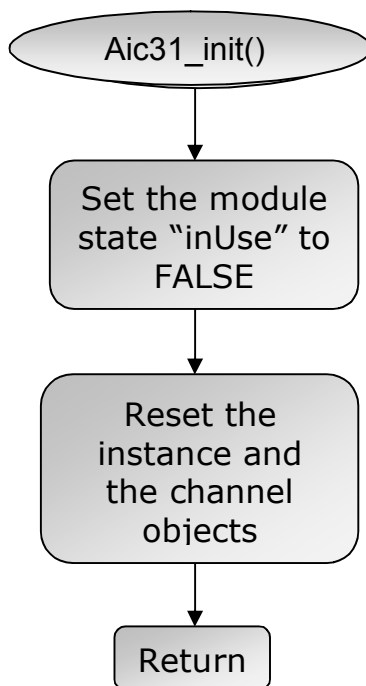 Aic31_init()
Set the module
state “inUse” to
FALSE
Reset the
instance and
the channel
objects
Return